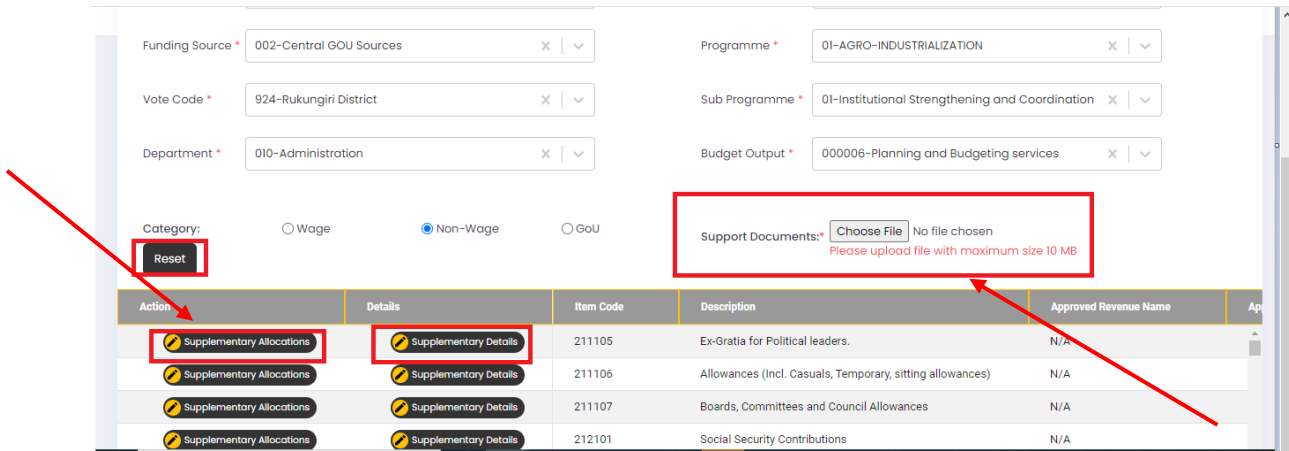 Funding Source * 002-Central GOU Sources Programme * 01-AGRO-INDUSTRIALIZATION
Vote Code * 924-Rukungiri District Sub Programme * 01-Institutional Strengthening and Coordination
Department * 010-Administration Budget Output * 000006-Planning and Budgeting services
Category: Wage Non-Wage GoU Support Documents:* Choose File No file chosen
Please upload file with maximum size 10 MB
Reset
Action Details Item Code Description Approved Revenue Name
Supplementary Allocations Supplementary Details 211105 Ex-Gratia for Political leaders. N/A
Supplementary Allocations Supplementary Details 211106 Allowances (Incl. Casuals, Temporary, sitting allowances) N/A
Supplementary Allocations Supplementary Details 211107 Boards, Committees and Council Allowances N/A
Supplementary Allocations Supplementary Details 212101 Social Security Contributions N/A